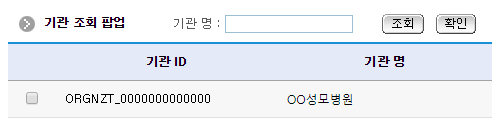 기관 조회 팝업 기관 명 : 조회 확인
기관 ID 기관 명
ORGNZT_0000000000000 OO성모병원